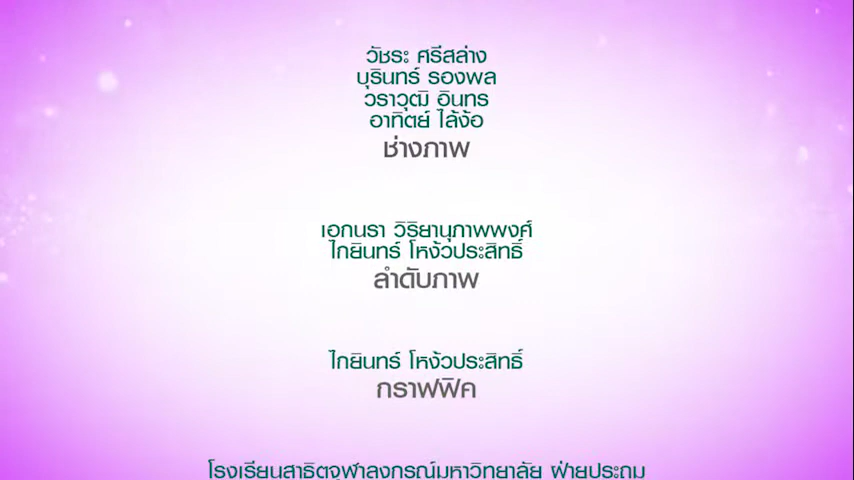 วัชระ ศรีสล่าง
บุรินทร์ รองพล
วราวุฒิ อินทร
อาทิตย์ ไล้ง้อ
ช่างภาพ
เอกนรา วิริยานุภาพพงศ์
ไกยินทร์ โหง้วประสิทธิ์
ลำดับภาพ
ไกยินทร์ โหง้วประสิทธิ์
กราฟฟิค
โรงเรียนสาธิตจุฬาลงกรณ์มหาวิทยาลัย ฝ่ายประถม